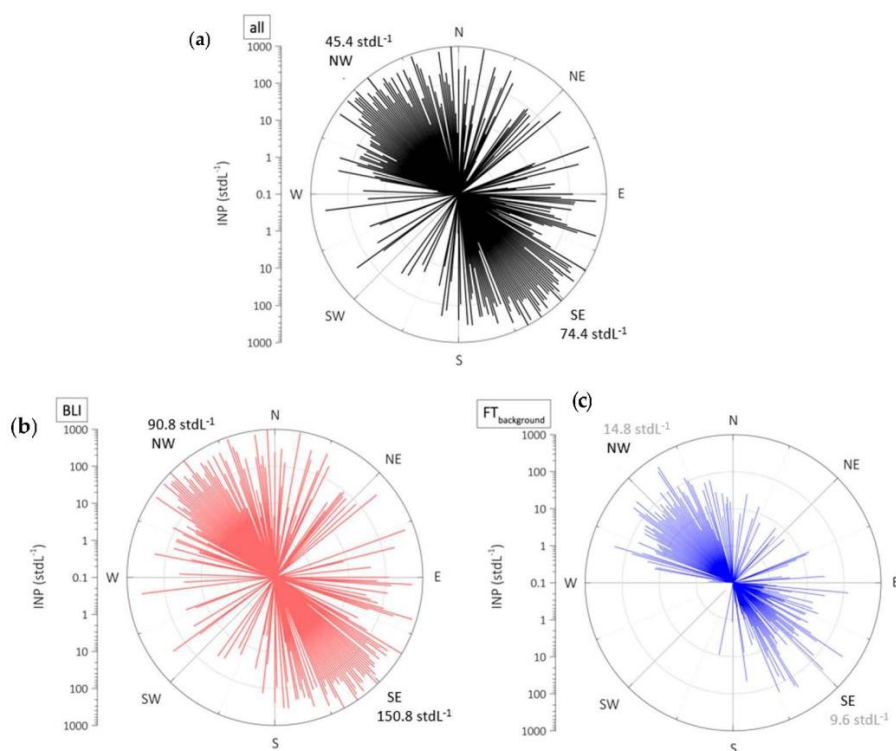 (a)
all
45.4 stdL⁻¹
NW
N
NE
E
SE
74.4 stdL⁻¹
S
SW
W
INP (stdL⁻¹)
1000
100
10
1
0.1
1
10
100
1000
(b)
BLI
90.8 stdL⁻¹
NW
N
NE
E
SE
150.8 stdL⁻¹
S
SW
W
INP (stdL⁻¹)
1000
100
10
1
0.1
1
10
100
1000
(c)
FTbackground
14.8 stdL⁻¹
NW
N
NE
E
SE
9.6 stdL⁻¹
S
SW
W
INP (stdL⁻¹)
1000
100
10
1
0.1
1
10
100
1000